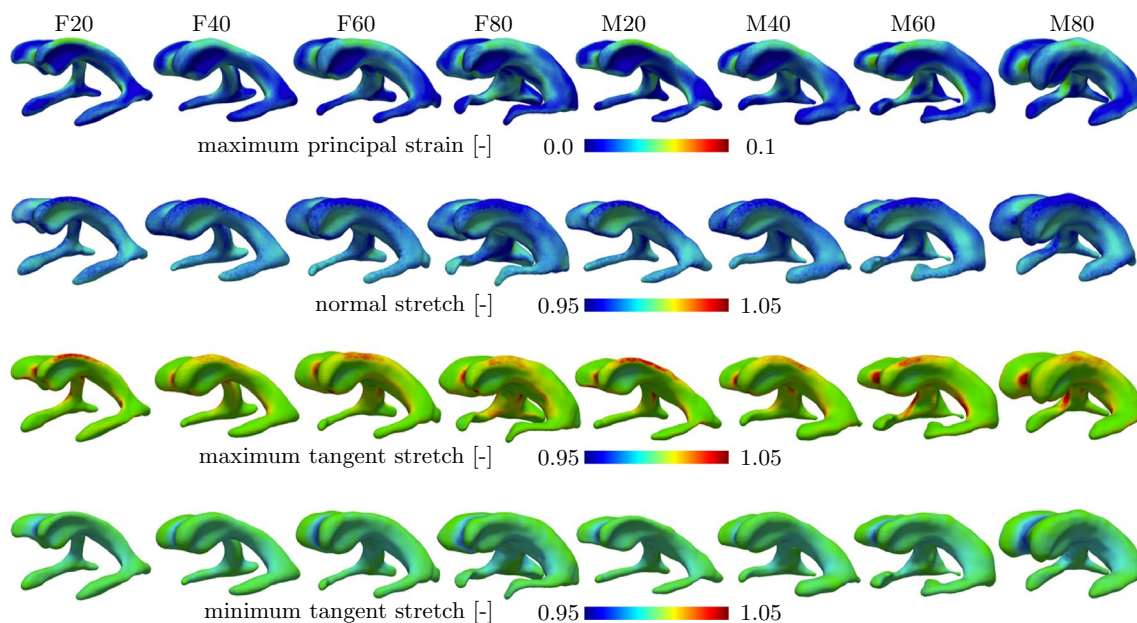 F20 F40 F60 F80 M20 M40 M60 M80
maximum principal strain [-] 0.0 0.1
normal stretch [-] 0.95 1.05
maximum tangent stretch [-] 0.95 1.05
minimum tangent stretch [-] 0.95 1.05